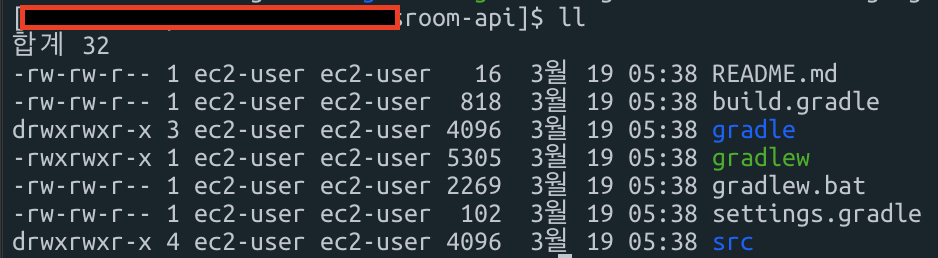 [sroom-api]$ ll
합계 32
-rw-rw-r-- 1 ec2-user ec2-user   16  3월 19 05:38 README.md
-rw-rw-r-- 1 ec2-user ec2-user  818  3월 19 05:38 build.gradle
drwxrwxr-x 3 ec2-user ec2-user 4096  3월 19 05:38 gradle
-rwxrwxr-x 1 ec2-user ec2-user 5305  3월 19 05:38 gradlew
-rw-rw-r-- 1 ec2-user ec2-user 2269  3월 19 05:38 gradlew.bat
-rw-rw-r-- 1 ec2-user ec2-user  102  3월 19 05:38 settings.gradle
drwxrwxr-x 4 ec2-user ec2-user 4096  3월 19 05:38 src